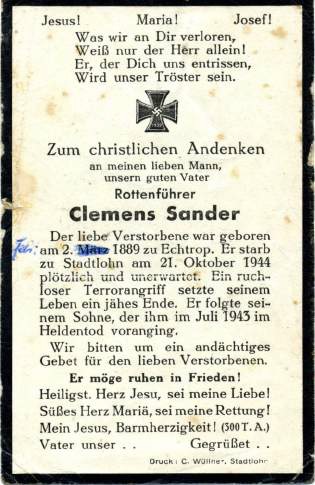 Jesus! Maria! Josef!
Was wir an Dir verloren,
Weiß nur der Herr allein!
Er, der Dich uns entrissen,
Wird unser Tröster sein.
Zum christlichen Andenken
an meinen lieben Mann,
unsern guten Vater
Rottenführer
Clemens Sander
Der liebe Verstorbene war geboren
am 2. März 1889 zu Echtrop. Er starb
zu Stadtlohn am 21. Oktober 1944
plötzlich und unerwartet. Ein ruch-
loser Terrorangriff setzte seinem
Leben ein jähes Ende. Er folgte sei-
nem Sohne, der ihm im Juli 1943 im
Heldentod voranging.
Wir bitten um ein andächtiges
Gebet für den lieben Verstorbenen.
Er möge ruhen in Frieden!
Heiligst. Herz Jesu, sei meine Liebe!
Süßes Herz Mariä, sei meine Rettung!
Mein Jesus, Barmherzigkeit! (300 T. A.)
Vater unser . . Gegrüßet . .
Druck: C. Wüllner, Stadtlohn